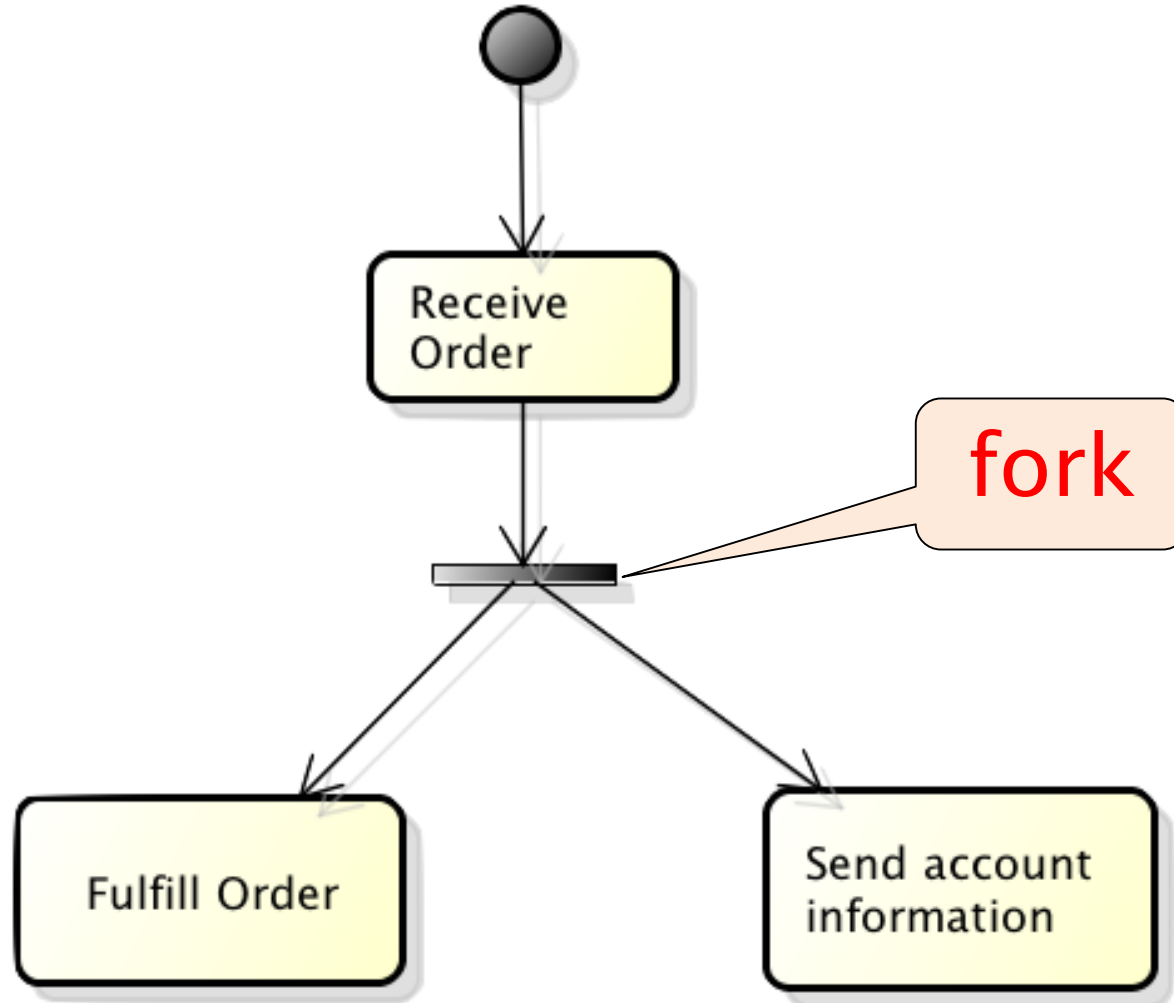 Receive
Order
fork
Fulfill Order
Send account
information